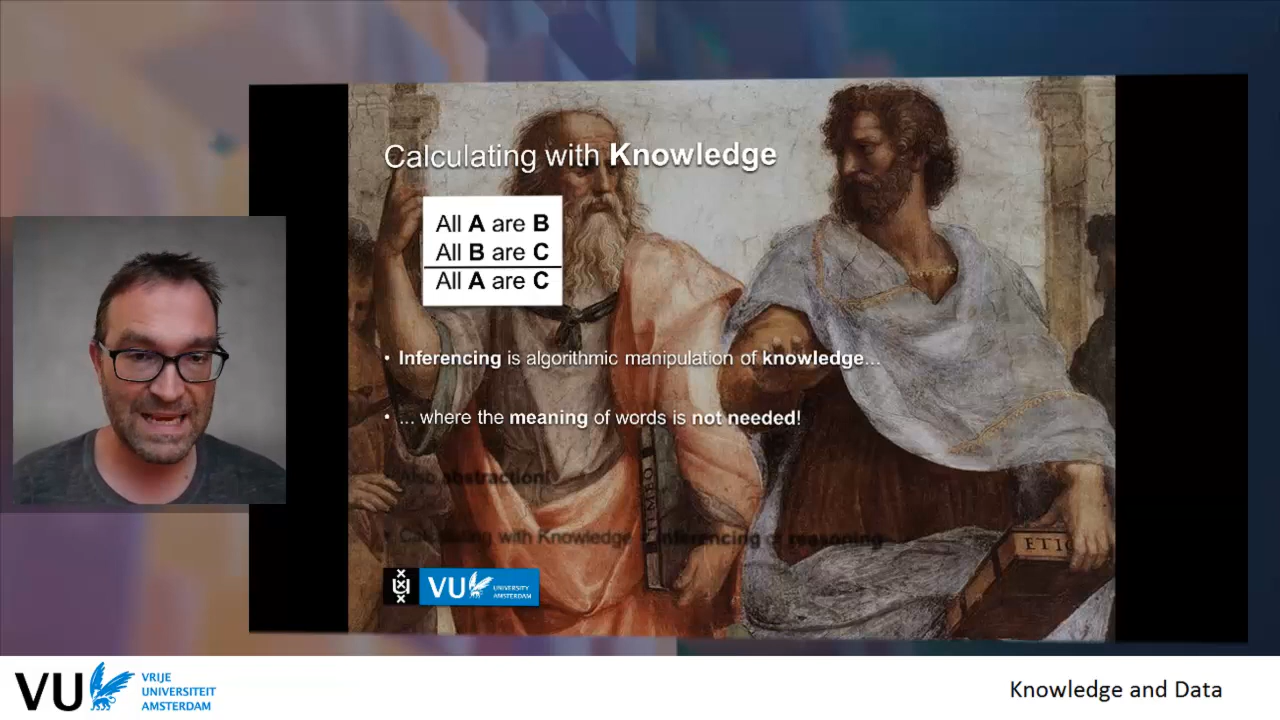 Calculating with Knowledge
All A are B
All B are C
All A are C
• Inferencing is algorithmic manipulation of knowledge...
• ... where the meaning of words is not needed!
• Also abstraction!
• Calculating with Knowledge = inferencing or reasoning
TIMEO
ETIC
VU UNIVERSITY
AMSTERDAM
VU VRIJE
UNIVERSITEIT
AMSTERDAM
Knowledge and Data